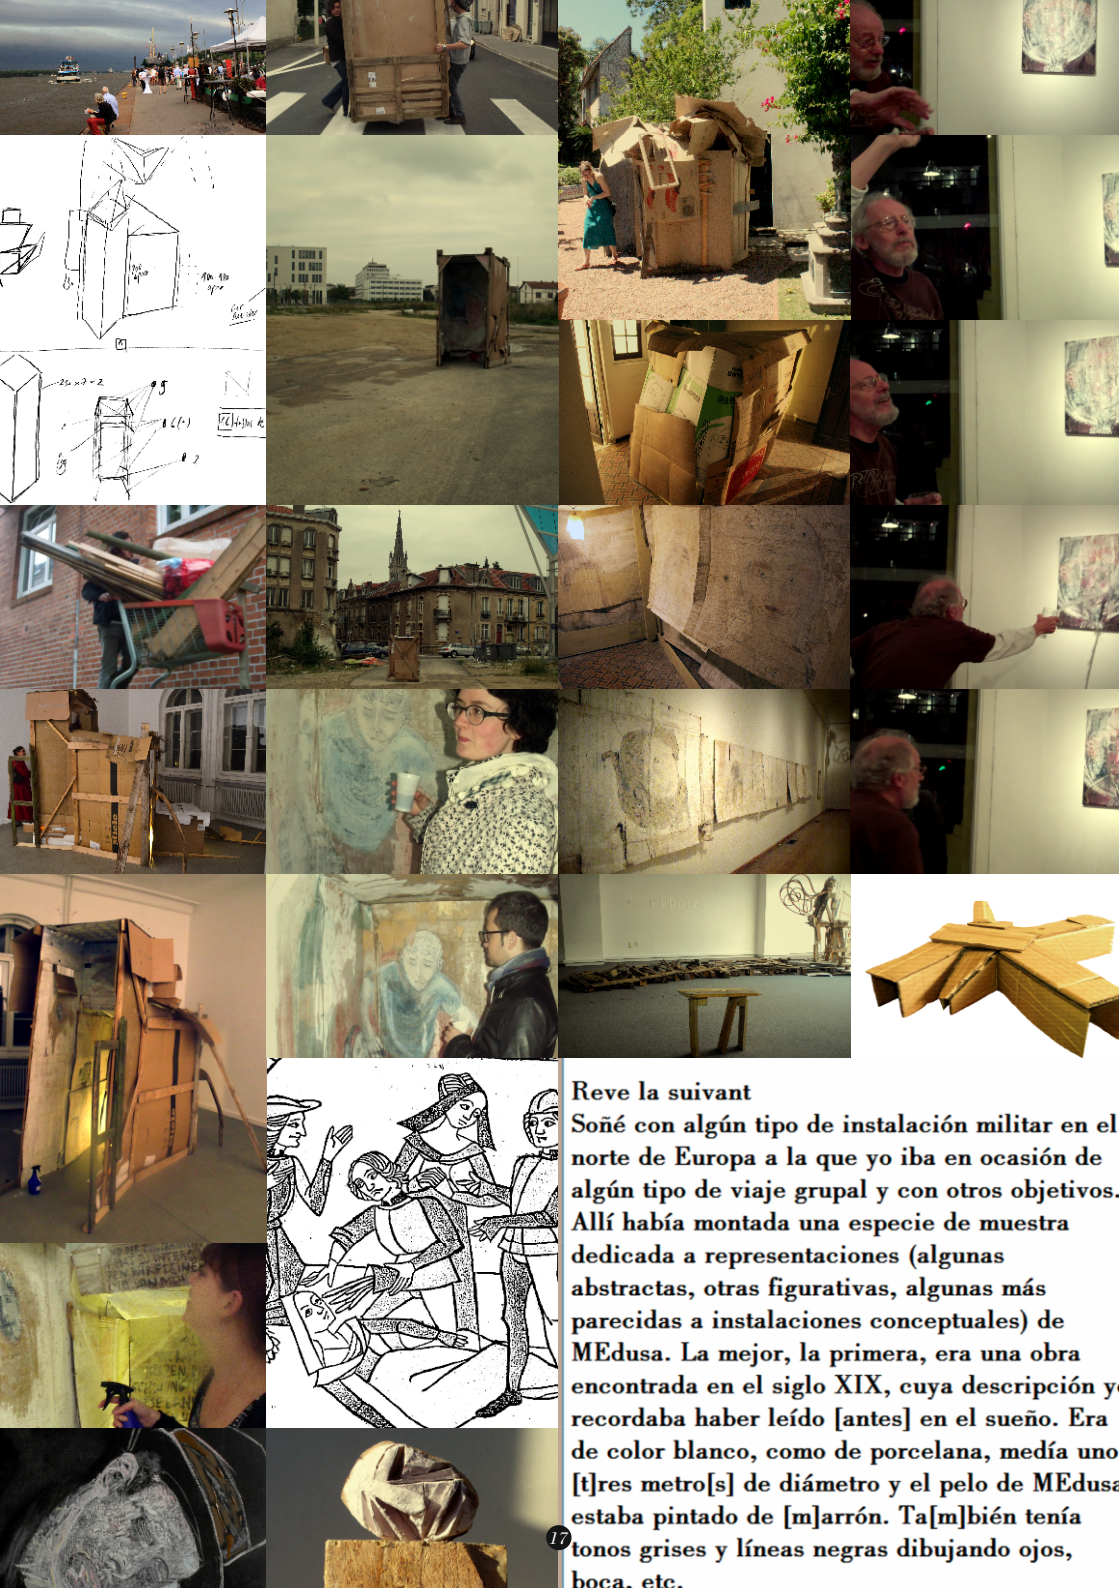 Reve la suivant
Soñé con algún tipo de instalación militar en el
norte de Europa a la que yo iba en ocasión de
algún tipo de viaje grupal y con otros objetivos.
Allí había montada una especie de muestra
dedicada a representaciones (algunas
abstractas, otras figurativas, algunas más
parecidas a instalaciones conceptuales) de
MEdusa. La mejor, la primera, era una obra
encontrada en el siglo XIX, cuya descripción
recordaba haber leído [antes] en el sueño. Era
de color blanco, como de porcelana, medía uno
[t]res metro[s] de diámetro y el pelo de MEdusa
estaba pintado de [m]arrón. Ta[m]bién tenía
tonos grises y líneas negras dibujando ojos,
boca, etc.
17